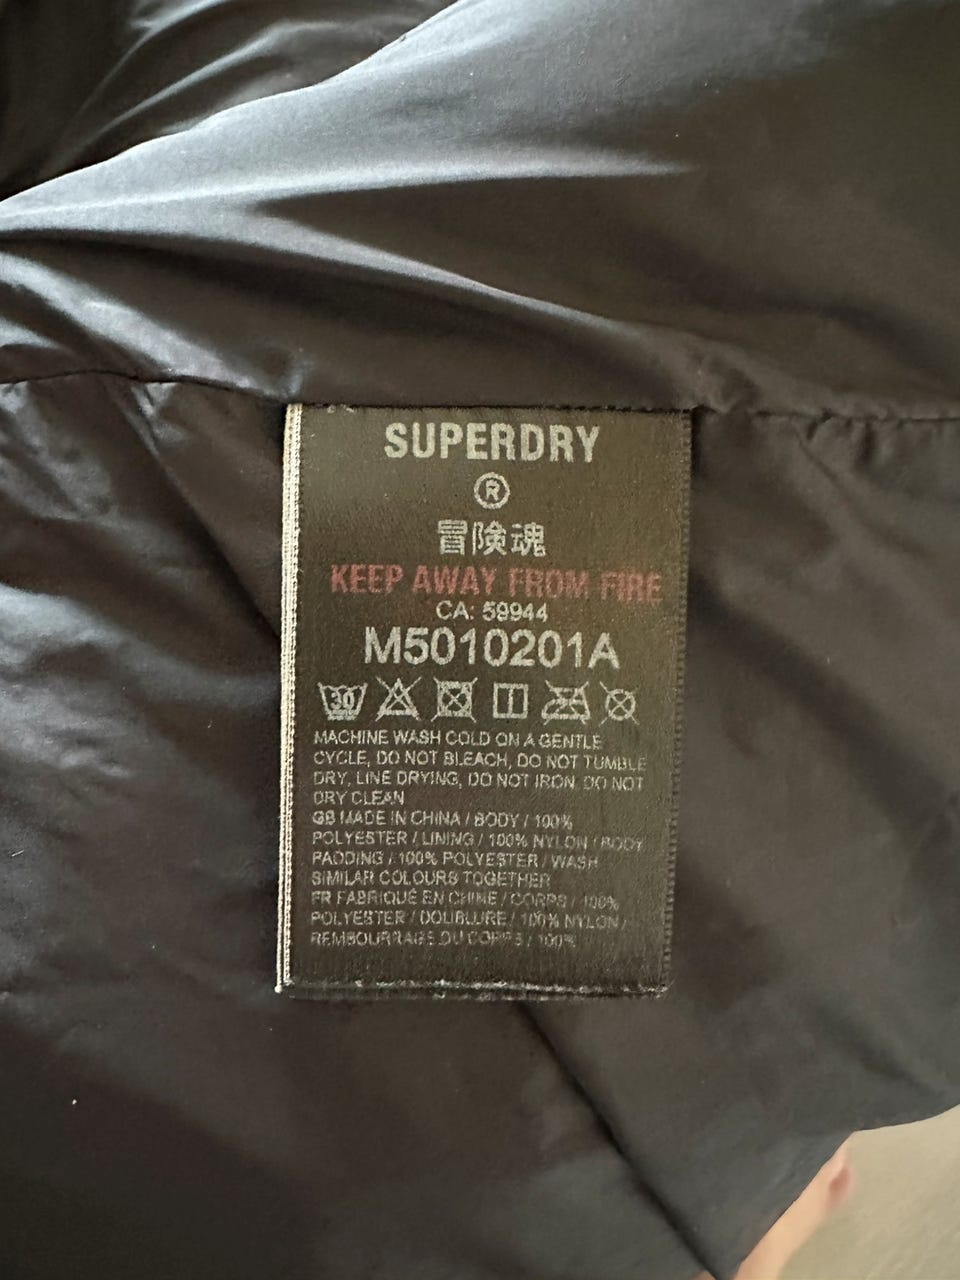 SUPERDRY
®
冒険魂
KEEP AWAY FROM FIRE
CA: 59944
M5010201A
30
MACHINE WASH COLD ON A GENTLE
CYCLE, DO NOT BLEACH, DO NOT TUMBLE
DRY, LINE DRYING, DO NOT IRON. DO NOT
DRY CLEAN
GB MADE IN CHINA / BODY / 100%
POLYESTER / LINING / 100% NYLON / BODY
PADDING / 100% POLYESTER / WASH
SIMILAR COLOURS TOGETHER
FR FABRIQUÉ EN CHINE / CORPS / 100%
POLYESTER / DOUBLURE / 100% NYLON /
REMBOURRAGE DU CORPS / 100%